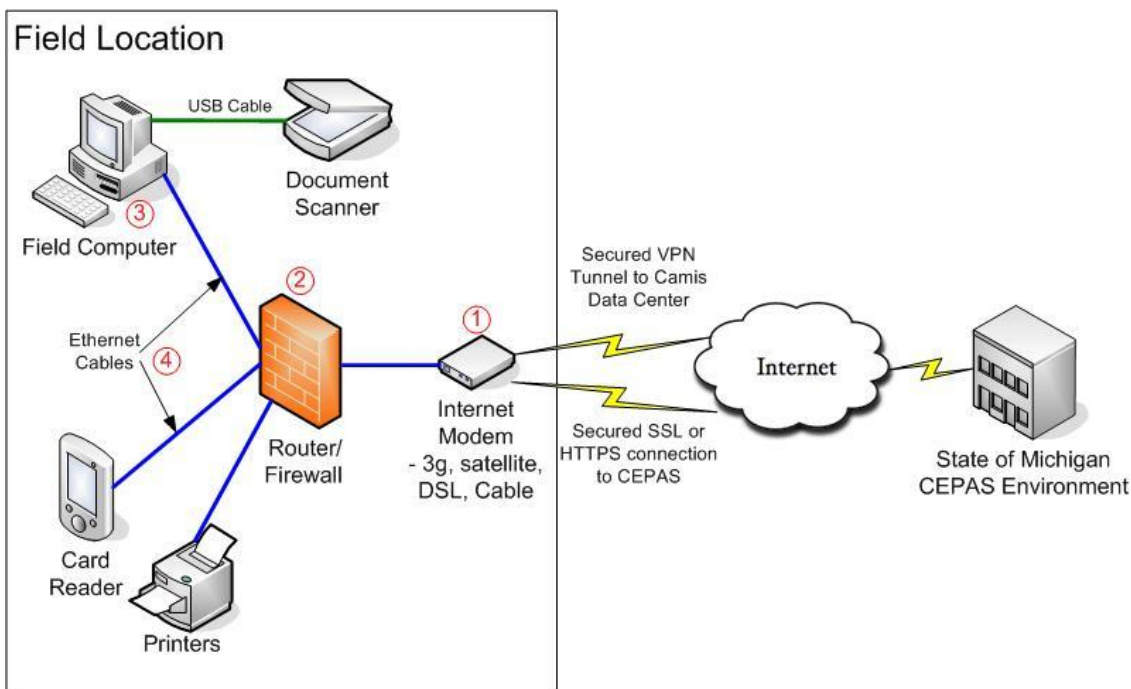 Field Location
USB Cable
Document
Scanner
3
Field Computer
2
Ethernet
Cables
4
Router/
Firewall
1
Internet
Modem
- 3g, satellite,
DSL, Cable
Card
Reader
Printers
Secured VPN
Tunnel to Camis
Data Center
Internet
Secured SSL or
HTTPS connection
to CEPAS
State of Michigan
CEPAS Environment